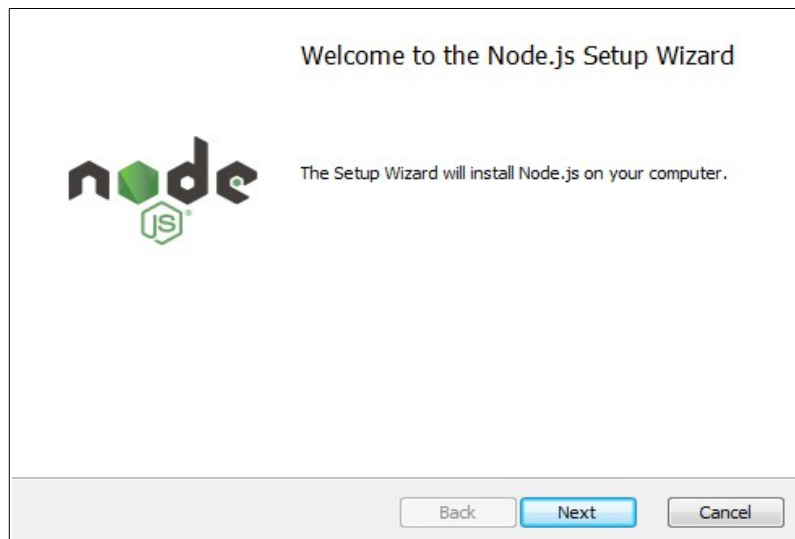 Welcome to the Node.js Setup Wizard
The Setup Wizard will install Node.js on your computer.
node
JS®
Back Next Cancel